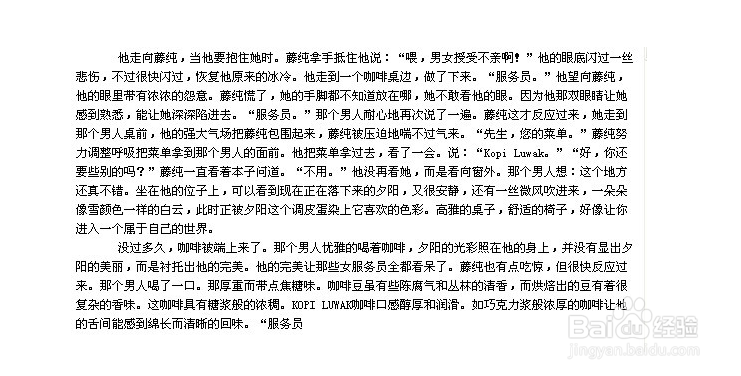 他走向藤纯，当他要抱住她时。藤纯拿手抵住他说：“喂，男女授受不亲啊！”他的眼底闪过一丝
悲伤，不过很快闪过，恢复他原来的冰冷。他走到一个咖啡桌边，做了下来。“服务员。”他望向藤纯，
他的眼里带有浓浓的怨意。藤纯慌了，她的手脚都不知道放在哪，她不敢看他的眼。因为他那双眼睛让她
感到熟悉，能让她深深陷进去。“服务员。”那个男人耐心地再次说了一遍。藤纯这才反应过来，她走到
那个男人桌前，他的强大气场把藤纯包围起来，藤纯被压迫地喘不过气来。“先生，您的菜单。”藤纯努
力调整呼吸把菜单拿到那个男人的面前。他把菜单拿过去，看了一会。说：“Kopi Luwak。”“好，你还
要些别的吗？”藤纯一直看着本子问道。“不用。”他没再看她，而是看向窗外。那个男人想：这个地方
还真不错。坐在他的位子上，可以看到现在正在落下来的夕阳，又很安静，还有一丝微风吹进来，一朵朵
像雪颜色一样的白云，此时正被夕阳这个调皮蛋染上它喜欢的色彩。高雅的桌子，舒适的椅子，好像让你
进入一个属于自己的世界。
没过多久，咖啡被端上来了。那个男人优雅的喝着咖啡，夕阳的光彩照在他的身上，并没有显出夕
阳的美丽，而是衬托出他的完美。他的完美让那些女服务员全都看呆了。藤纯也有点吃惊，但很快反应过
来。那个男人喝了一口。那厚重而带点焦糖味。咖啡豆虽有些陈腐气和丛林的清香，而烘焙出的豆有着很
复杂的香味。这咖啡具有糖浆般的浓稠。KOPI LUWAK咖啡口感醇厚和润滑。如巧克力浆般浓厚的咖啡让他
的舌间能感到绵长而清晰的回味。“服务员
Baidu经验
jingyan.baidu.com